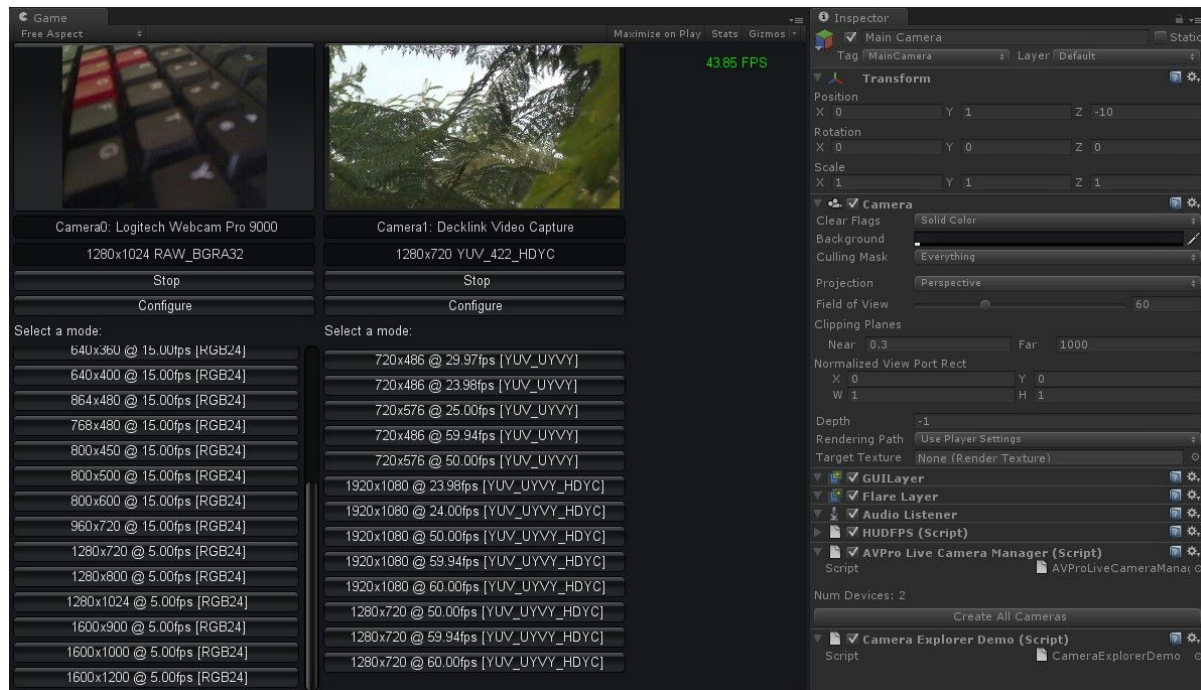 Game
Free Aspect
Maximize on Play Stats Gizmos
43.85 FPS
Camera0: Logitech Webcam Pro 9000
1280x1024 RAW_BGRA32
Stop
Configure
Select a mode:
640x360 @ 15.00fps [RGB24]
640x400 @ 15.00fps [RGB24]
864x480 @ 15.00fps [RGB24]
768x480 @ 15.00fps [RGB24]
800x450 @ 15.00fps [RGB24]
800x500 @ 15.00fps [RGB24]
800x600 @ 15.00fps [RGB24]
960x720 @ 15.00fps [RGB24]
1280x720 @ 5.00fps [RGB24]
1280x800 @ 5.00fps [RGB24]
1280x1024 @ 5.00fps [RGB24]
1600x900 @ 5.00fps [RGB24]
1600x1000 @ 5.00fps [RGB24]
1600x1200 @ 5.00fps [RGB24]
Camera1: Decklink Video Capture
1280x720 YUV_422_HDYC
Stop
Configure
Select a mode:
720x486 @ 29.97fps [YUV_UYVY]
720x486 @ 23.98fps [YUV_UYVY]
720x576 @ 25.00fps [YUV_UYVY]
720x486 @ 59.94fps [YUV_UYVY]
720x576 @ 50.00fps [YUV_UYVY]
1920x1080 @ 23.98fps [YUV_UYVY_HDYC]
1920x1080 @ 24.00fps [YUV_UYVY_HDYC]
1920x1080 @ 50.00fps [YUV_UYVY_HDYC]
1920x1080 @ 59.94fps [YUV_UYVY_HDYC]
1920x1080 @ 60.00fps [YUV_UYVY_HDYC]
1280x720 @ 50.00fps [YUV_UYVY_HDYC]
1280x720 @ 59.94fps [YUV_UYVY_HDYC]
1280x720 @ 60.00fps [YUV_UYVY_HDYC]
Inspector
Main Camera Static
Tag MainCamera Layer Default
Transform
Position
X 0 Y 1 Z -10
Rotation
X 0 Y 0 Z 0
Scale
X 1 Y 1 Z 1
Camera
Clear Flags Solid Color
Background
Culling Mask Everything
Projection Perspective
Field of View 60
Clipping Planes
Near 0.3 Far 1000
Normalized View Port Rect
X 0 Y 0
W 1 H 1
Depth -1
Rendering Path Use Player Settings
Target Texture None (Render Texture)
GUILayer
Flare Layer
Audio Listener
HUDFPS (Script)
AVPro Live Camera Manager (Script)
Script AVProLiveCameraManag
Num Devices: 2
Create All Cameras
Camera Explorer Demo (Script)
Script CameraExplorerDemo